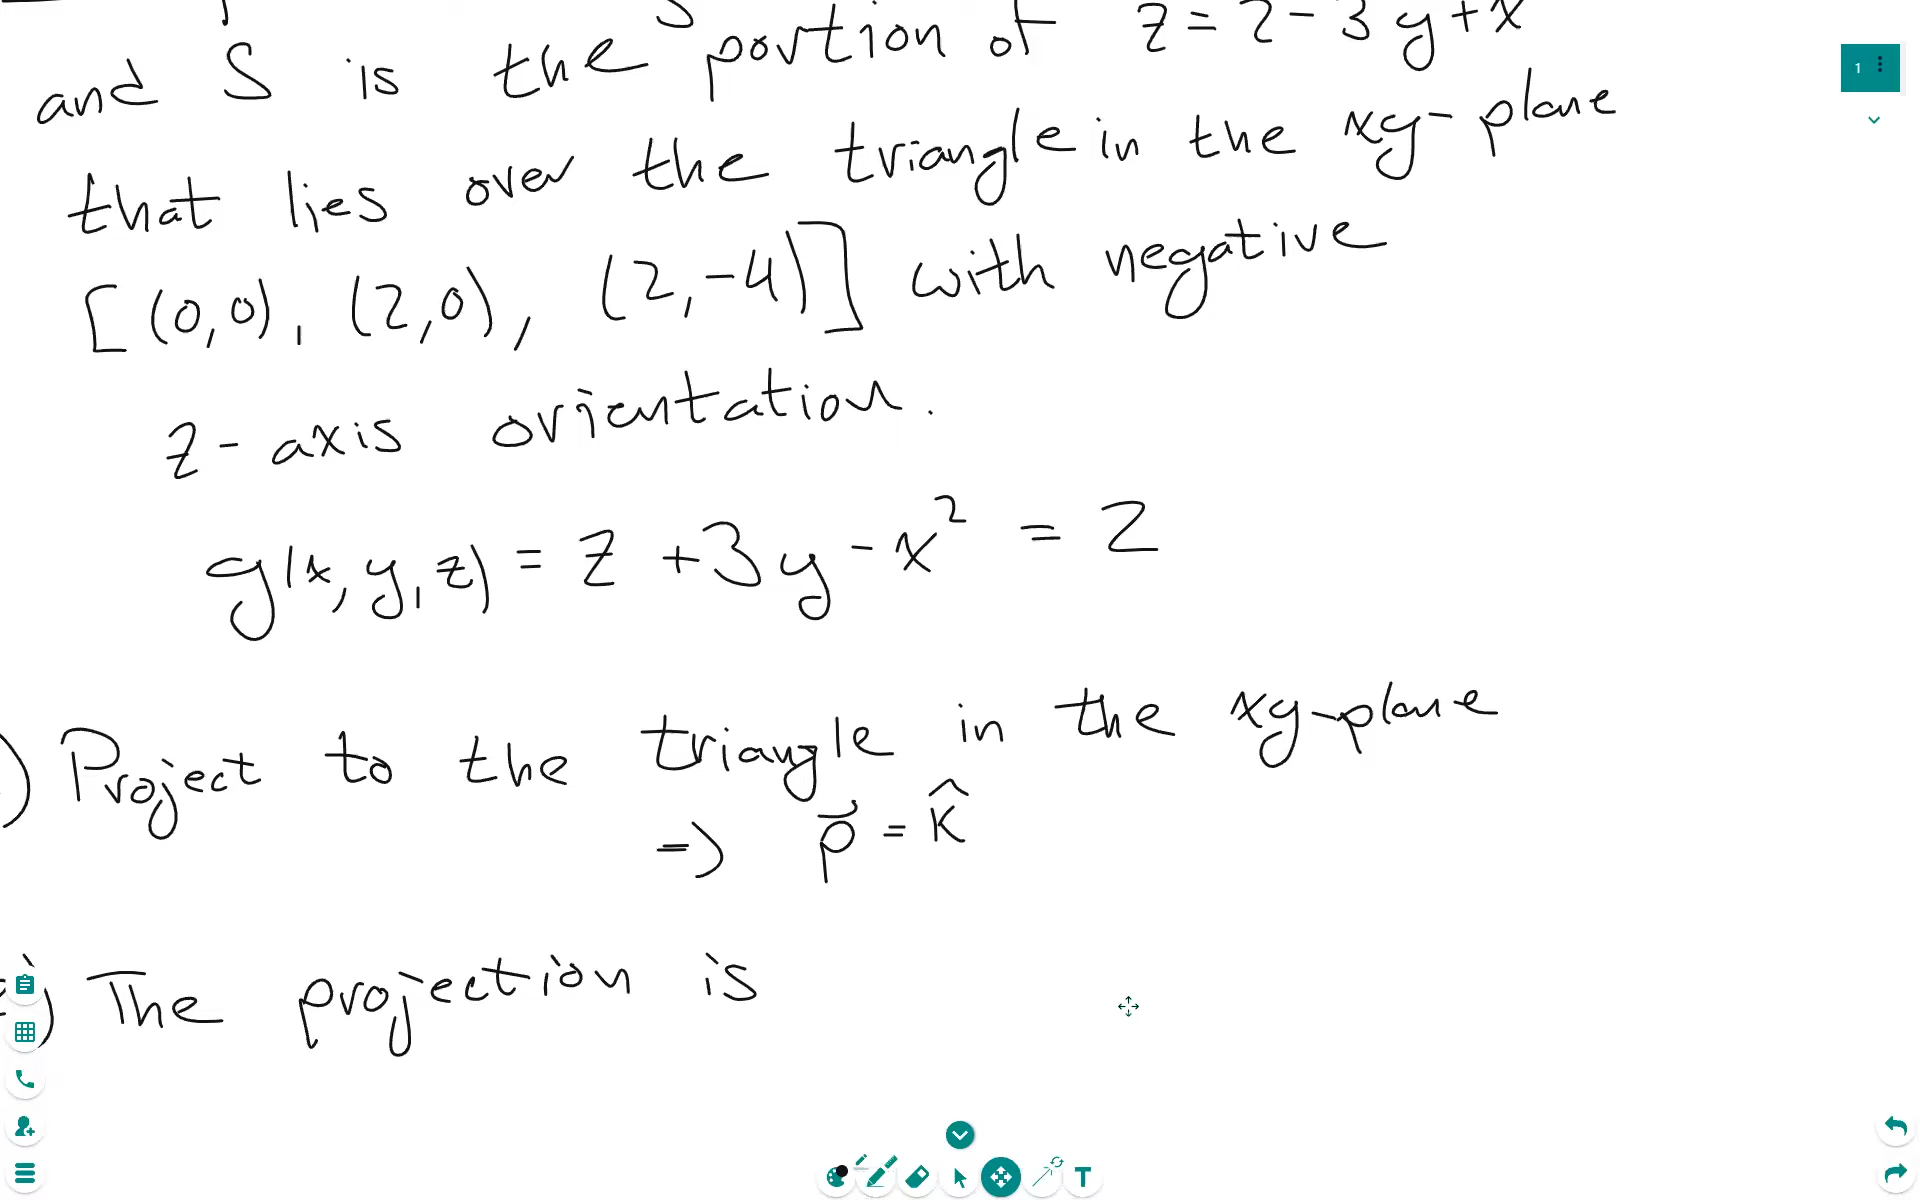 and S is the portion of z = 2 - 3y + x
that lies over the triangle in the xy-plane
[(0,0), (2,0), (2,-4)] with negative
z-axis orientation.
g(x,y,z) = z + 3y - x² = 2
) Project to the triangle in the xy-plane
=> p⃗ = k̂
) The projection is
1
T